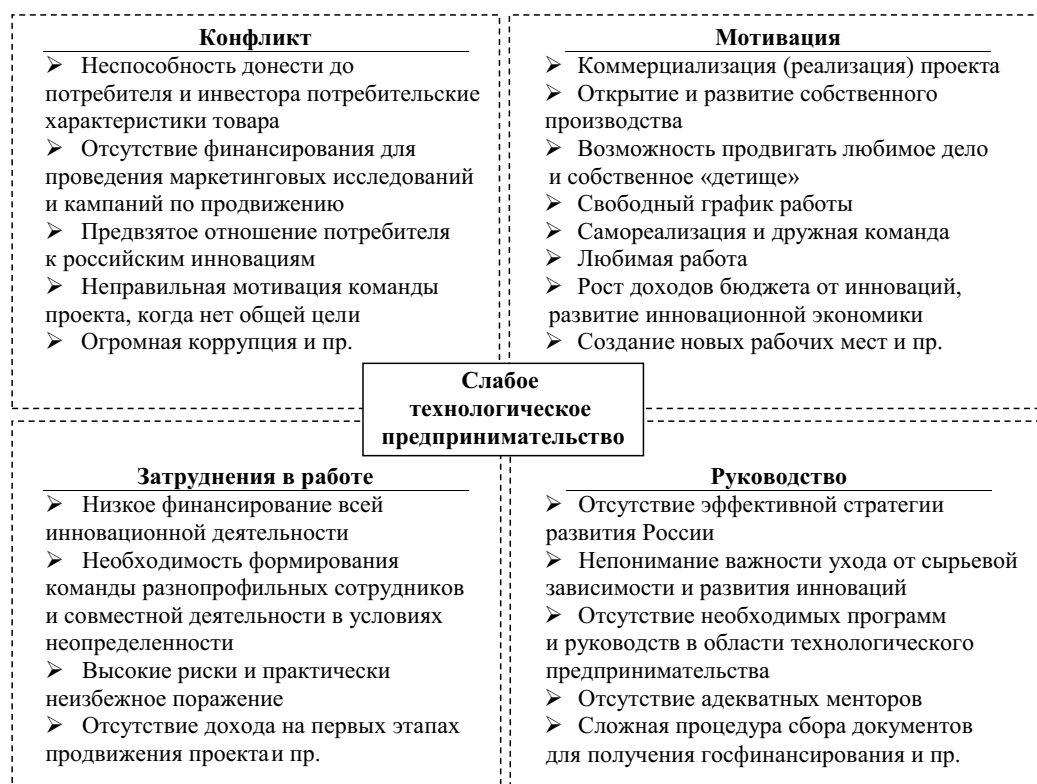 Конфликт
➢ Неспособность донести до
потребителя и инвестора потребительские
характеристики товара
➢ Отсутствие финансирования для
проведения маркетинговых исследований
и кампаний по продвижению
➢ Предвзятое отношение потребителя
к российским инновациям
➢ Неправильная мотивация команды
проекта, когда нет общей цели
➢ Огромная коррупция и пр.
Мотивация
➢ Коммерциализация (реализация) проекта
➢ Открытие и развитие собственного
производства
➢ Возможность продвигать любимое дело
и собственное «детище»
➢ Свободный график работы
➢ Самореализация и дружная команда
➢ Любимая работа
➢ Рост доходов бюджета от инноваций,
развитие инновационной экономики
➢ Создание новых рабочих мест и пр.
Слабое
технологическое
предпринимательство
Затруднения в работе
➢ Низкое финансирование всей
инновационной деятельности
➢ Необходимость формирования
команды разнопрофильных сотрудников
и совместной деятельности в условиях
неопределенности
➢ Высокие риски и практически
неизбежное поражение
➢ Отсутствие дохода на первых этапах
продвижения проекта и пр.
Руководство
➢ Отсутствие эффективной стратегии
развития России
➢ Непонимание важности ухода от сырьевой
зависимости и развития инноваций
➢ Отсутствие необходимых программ
и руководств в области технологического
предпринимательства
➢ Отсутствие адекватных менторов
➢ Сложная процедура сбора документов
для получения госфинансирования и пр.